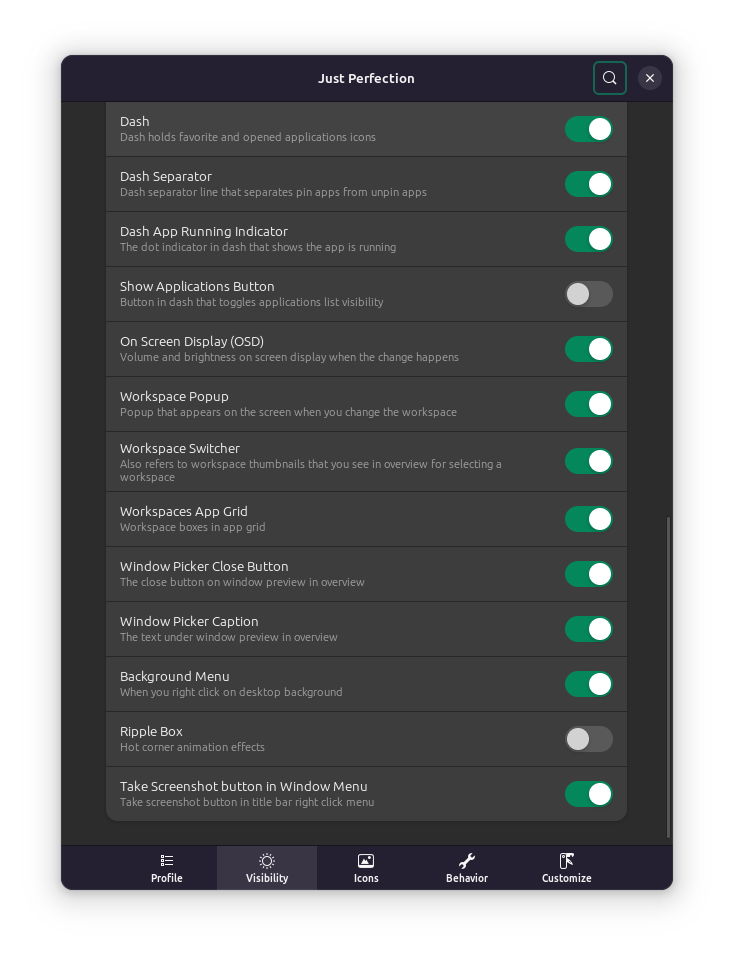 Just Perfection
Dash
Dash holds favorite and opened applications icons
Dash Separator
Dash separator line that separates pin apps from unpin apps
Dash App Running Indicator
The dot indicator in dash that shows the app is running
Show Applications Button
Button in dash that toggles applications list visibility
On Screen Display (OSD)
Volume and brightness on screen display when the change happens
Workspace Popup
Popup that appears on the screen when you change the workspace
Workspace Switcher
Also refers to workspace thumbnails that you see in overview for selecting a
workspace
Workspaces App Grid
Workspace boxes in app grid
Window Picker Close Button
The close button on window preview in overview
Window Picker Caption
The text under window preview in overview
Background Menu
When you right click on desktop background
Ripple Box
Hot corner animation effects
Take Screenshot button in Window Menu
Take screenshot button in title bar right click menu
Profile
Visibility
Icons
Behavior
Customize